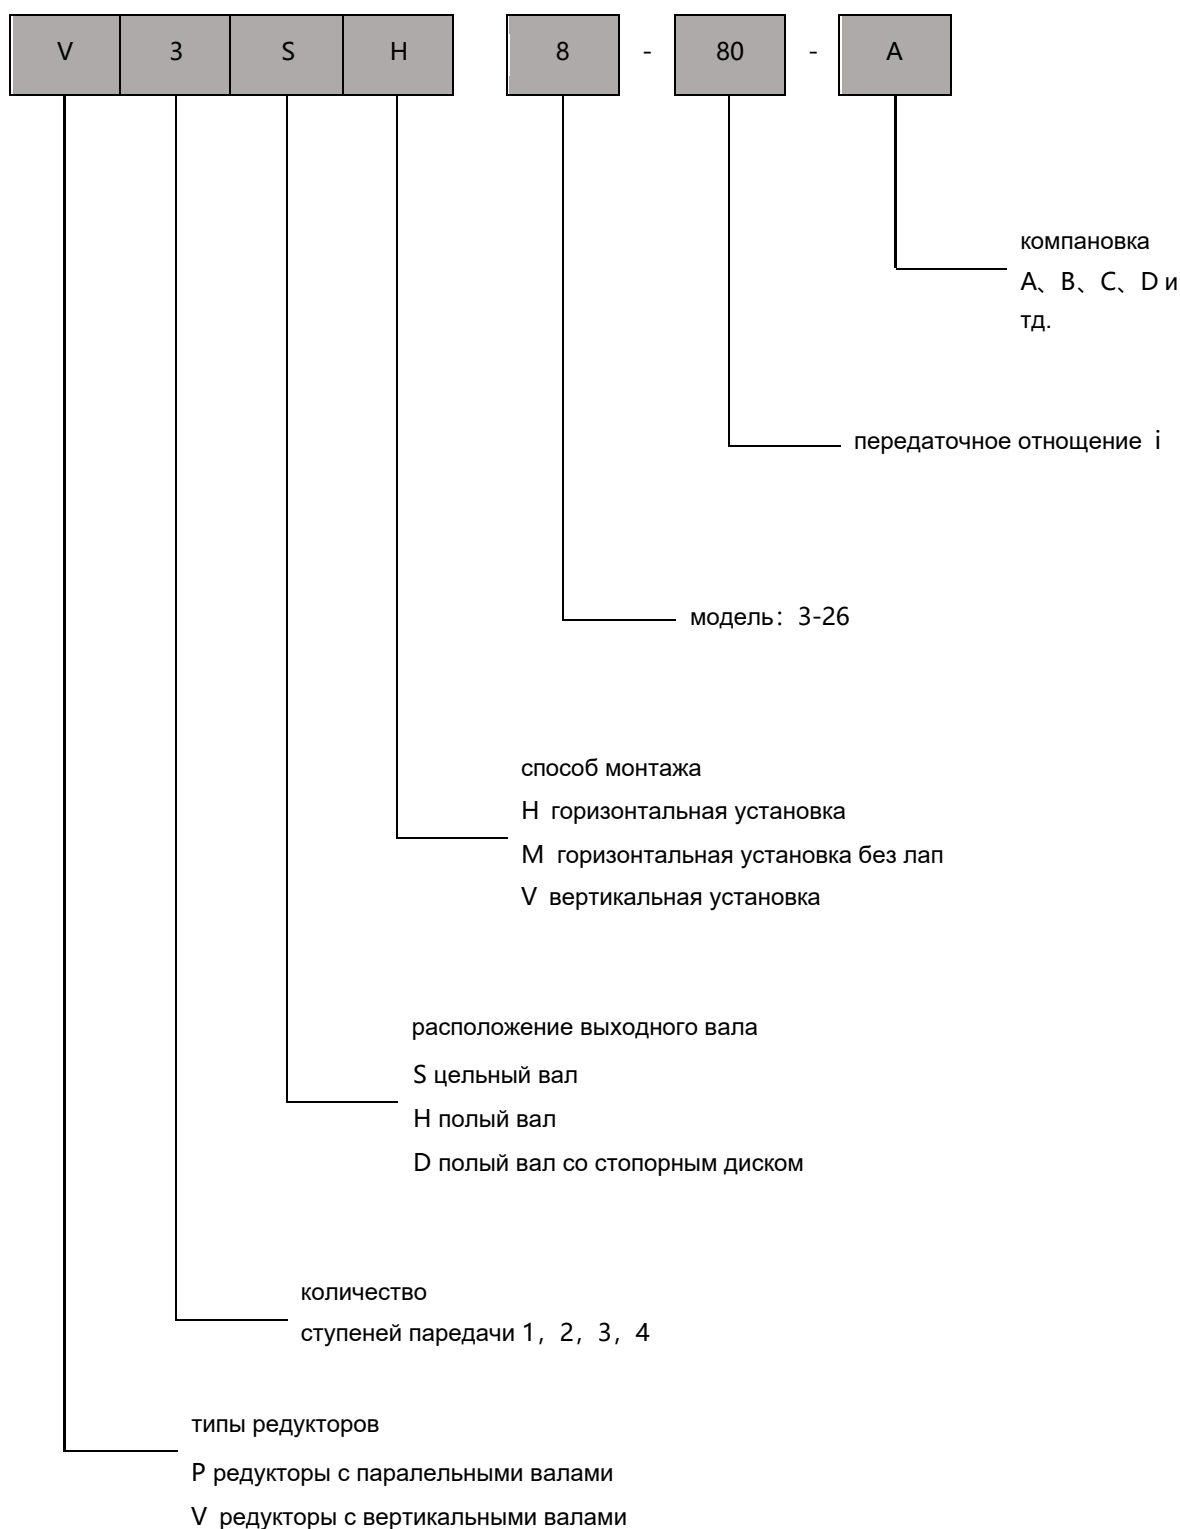 V 3 S H 8 - 80 - A
компановка
A、B、C、D и
тд.
передаточное отнощение i
модель：3-26
способ монтажа
H горизонтальная установка
M горизонтальная установка без лап
V вертикальная установка
расположение выходного вала
S цельный вал
H полый вал
D полый вал со стопорным диском
количество
ступеней паредачи 1，2，3，4
типы редукторов
P редукторы с паралельными валами
V редукторы с вертикальными валами